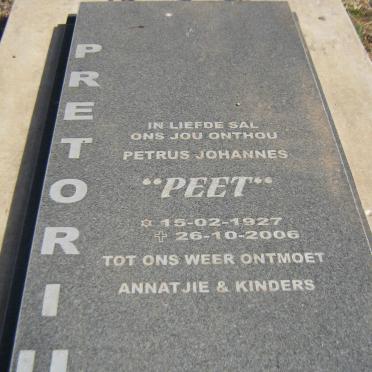 PRETORIU
IN LIEFDE SAL
ONS JOU ONTHOU
PETRUS JOHANNES
"PEET"
✡ 15-02-1927
✝ 26-10-2006
TOT ONS WEER ONTMOET
ANNATJIE & KINDERS